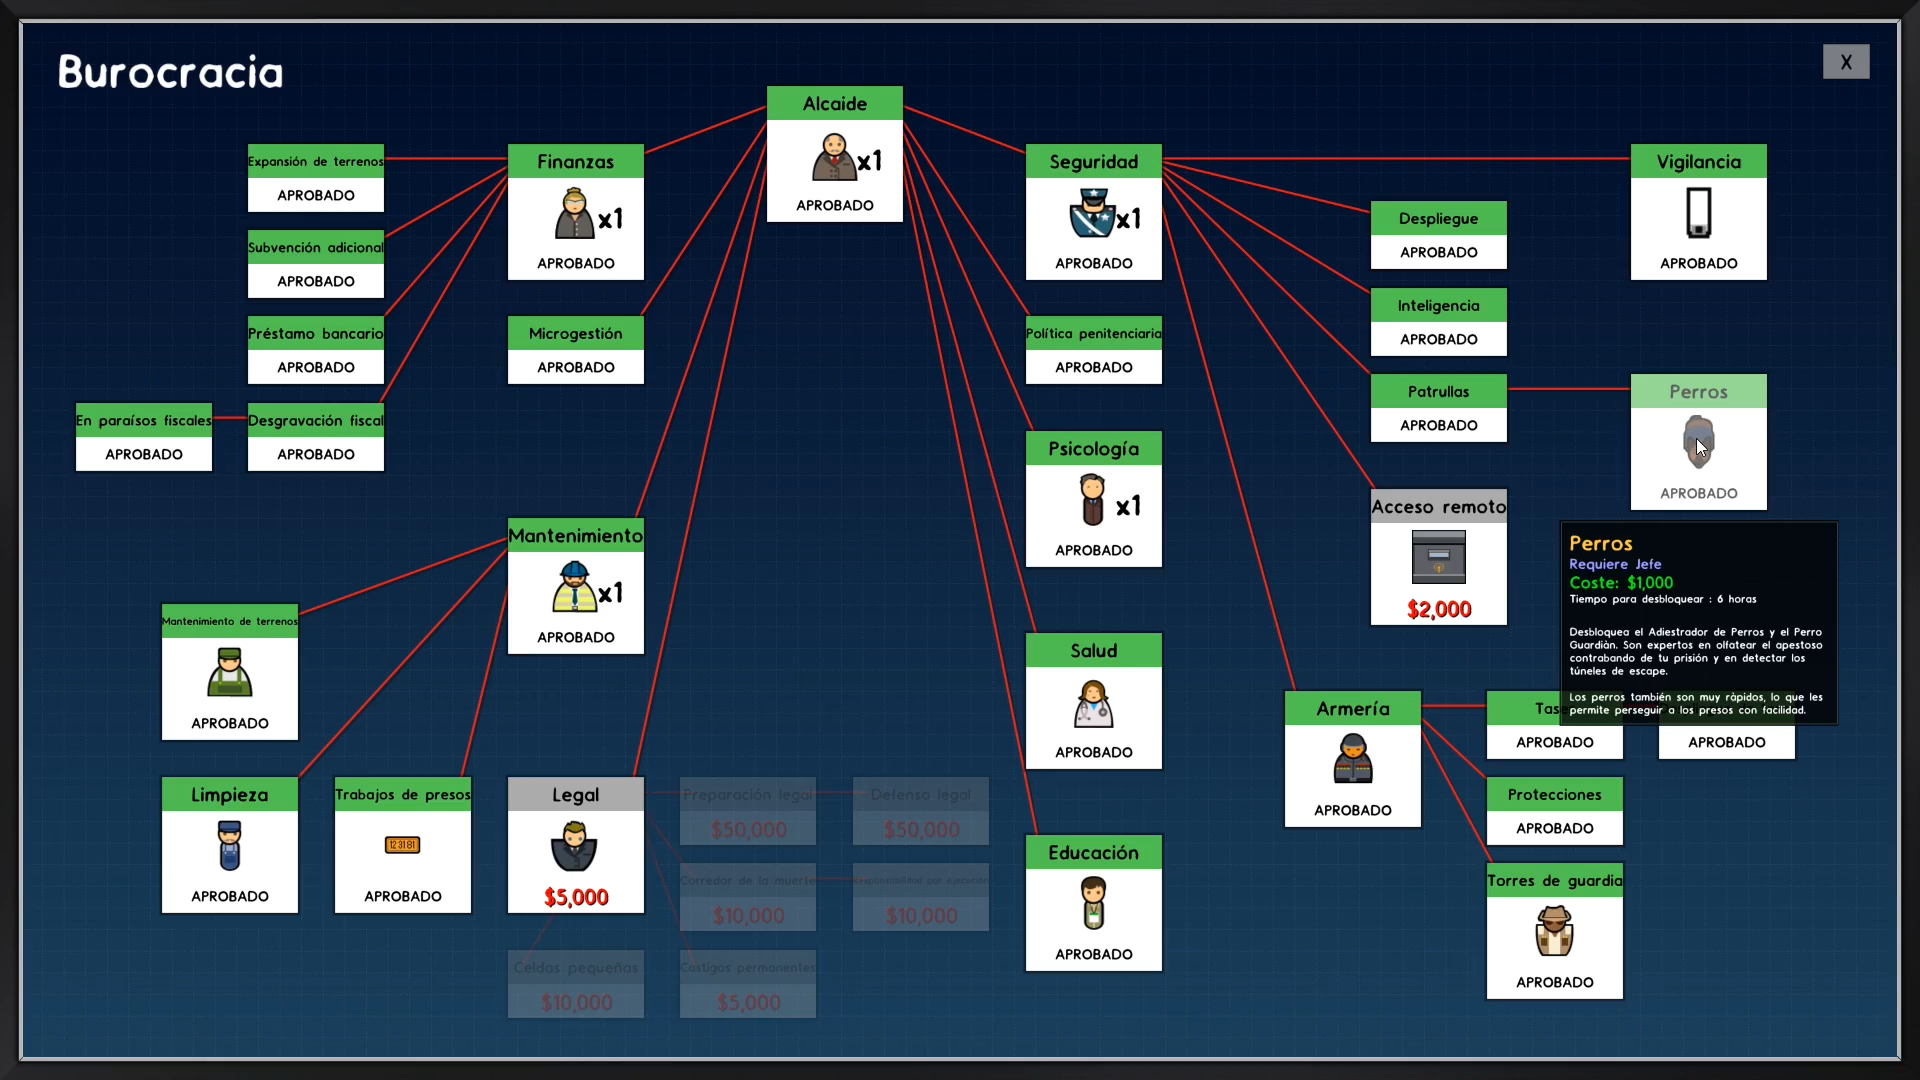 Burocracia
X
Alcaide
x1
APROBADO
Expansión de terrenos
APROBADO
Finanzas
x1
APROBADO
Seguridad
x1
APROBADO
Vigilancia
APROBADO
Despliegue
APROBADO
Subvención adicional
APROBADO
Inteligencia
APROBADO
Préstamo bancario
APROBADO
Microgestión
APROBADO
Política penitenciaria
APROBADO
Patrullas
APROBADO
Perros
APROBADO
En paraísos fiscales
APROBADO
Desgravación fiscal
APROBADO
Psicología
x1
APROBADO
Acceso remoto
$2,000
Mantenimiento
x1
APROBADO
Perros
Requiere Jefe
Coste: $1,000
Tiempo para desbloquear : 6 horas
Desbloquea el Adiestrador de Perros y el Perro
Guardián. Son expertos en olfatear el apestoso
contrabando de tu prisión y en detectar los
túneles de escape.
Los perros también son muy rápidos, lo que les
permite perseguir a los presos con facilidad.
Mantenimiento de terrenos
APROBADO
Salud
APROBADO
Armería
APROBADO
APROBADO
APROBADO
Limpieza
APROBADO
Trabajos de presos
123181
APROBADO
Legal
$5,000
Preparación legal
$50,000
Defensa legal
$50,000
Protecciones
APROBADO
Corredor de la muerte
$10,000
$10,000
Educación
APROBADO
Torres de guardia
APROBADO
Celdas pequeñas
$10,000
Castigos permanentes
$5,000